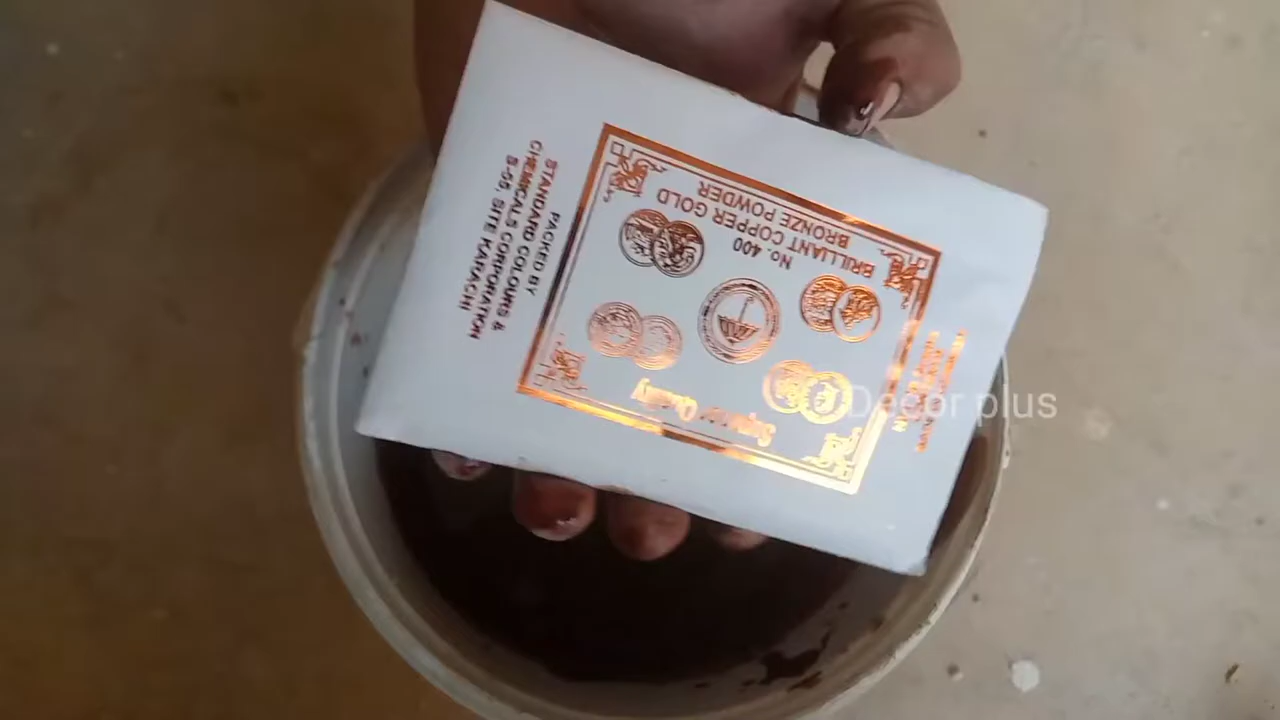 BRILLIANT COPPER GOLD
BRONZE POWDER
No. 400
Superior Quality
PACKED BY
STANDARD COLOURS &
CHEMICALS CORPORATION
S-55, SITE KARACHI
Decor plus